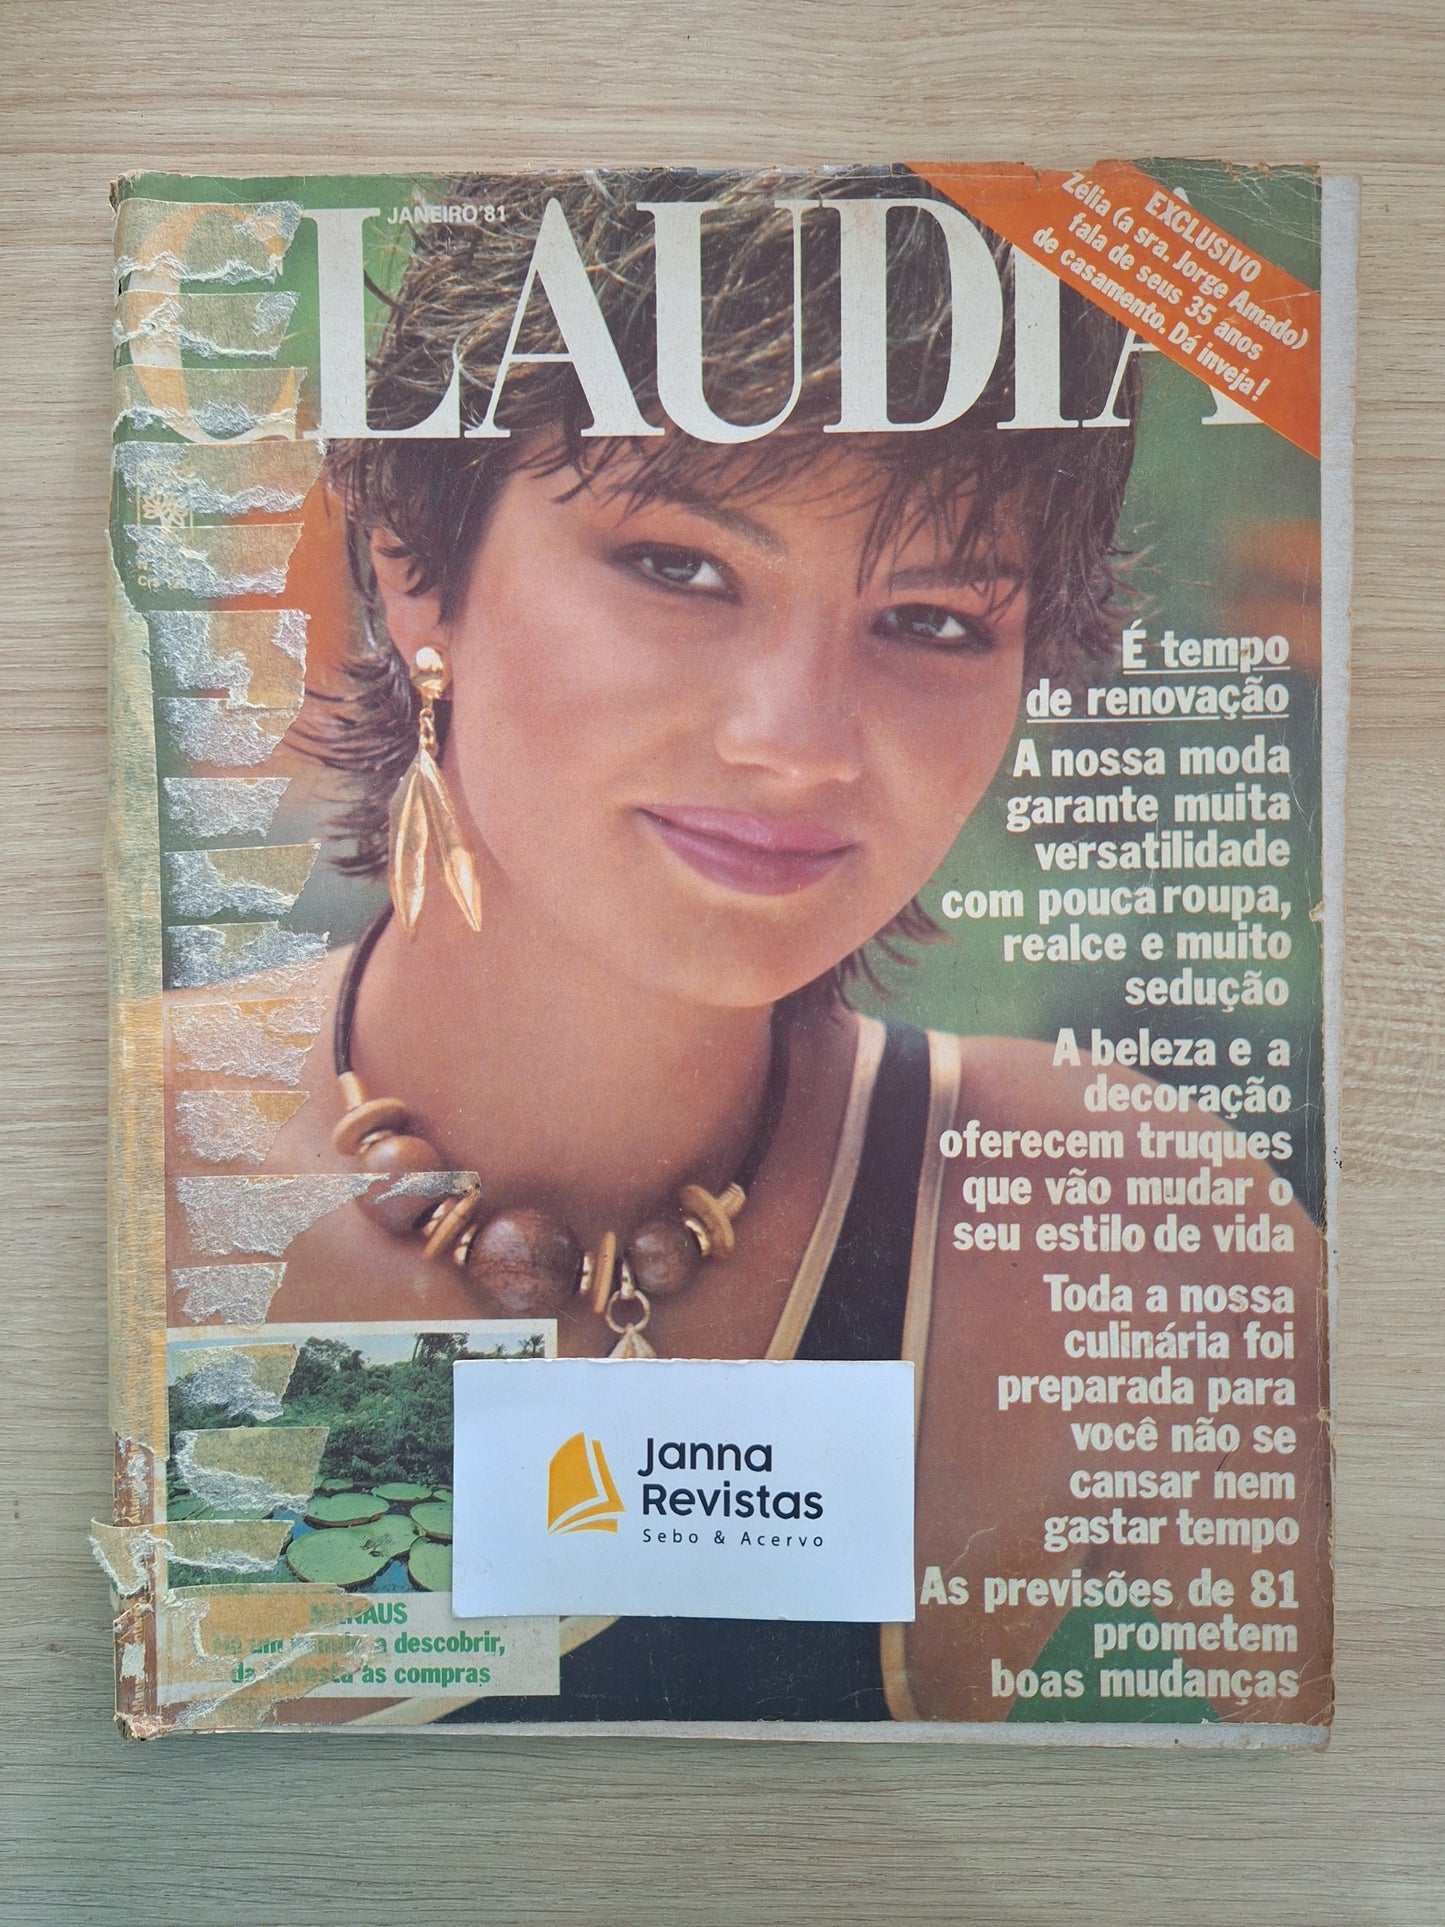 JANEIRO'81
CLAUDIA
EXCLUSIVO
Zélia (a sra. Jorge Amado)
fala de seus 35 anos
de casamento. Dá inveja!
É tempo
de renovação
A nossa moda
garante muita
versatilidade
com pouca roupa,
realce e muito
sedução
A beleza e a
decoração
oferecem truques
que vão mudar o
seu estilo de vida
Toda a nossa
culinária foi
preparada para
você não se
cansar nem
gastar tempo
As previsões de 81
prometem
boas mudanças
Janna
Revistas
Sebo & Acervo
MANAUS
a descobrir,
às compras